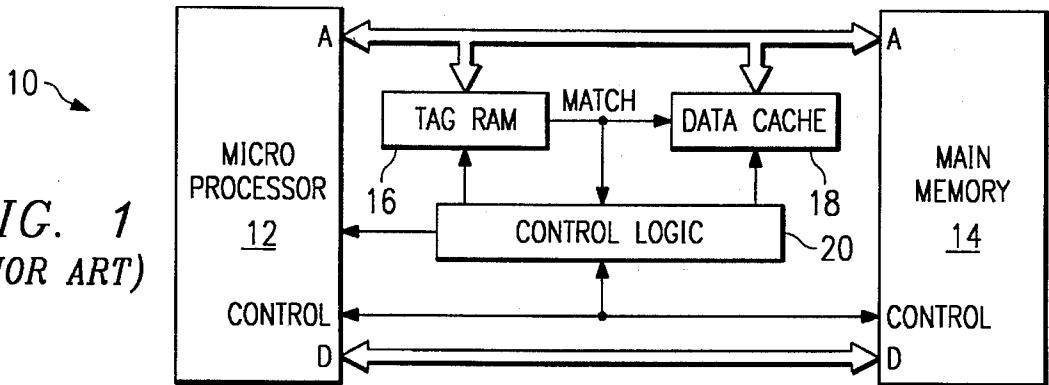 10
A
A
TAG RAM
MATCH
DATA CACHE
MICRO
PROCESSOR
12
16
18
MAIN
MEMORY
14
CONTROL LOGIC
20
IG. 1
IOR ART)
CONTROL
CONTROL
D
D